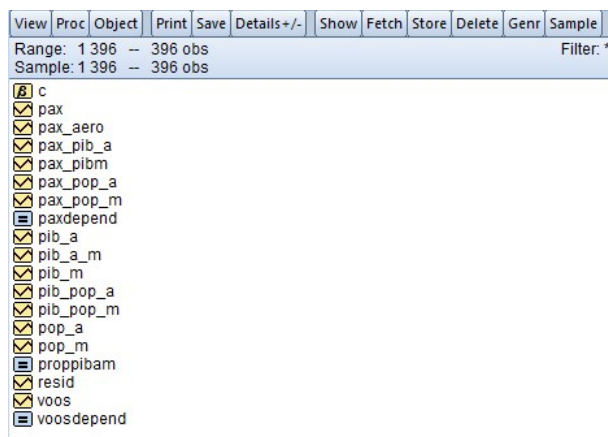 View Proc Object Print Save Details+/- Show Fetch Store Delete Genr Sample
Range: 1 396 -- 396 obs Filter: *
Sample: 1 396 -- 396 obs
β c
pax
pax_aero
pax_pib_a
pax_pibm
pax_pop_a
pax_pop_m
paxdepend
pib_a
pib_a_m
pib_m
pib_pop_a
pib_pop_m
pop_a
pop_m
proppibam
resid
voos
voosdepend